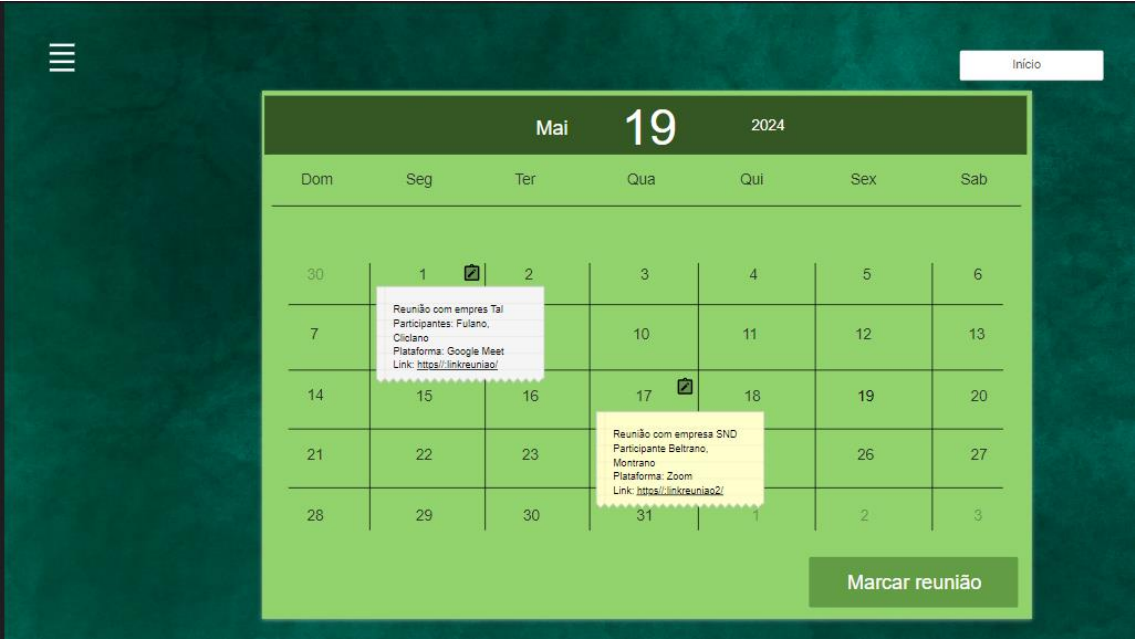 Início
Mai 19 2024
Dom Seg Ter Qua Qui Sex Sab
30 1 2 3 4 5 6
Reunião com empres Tal
Participantes: Fulano,
Cliclano
Plataforma: Google Meet
Link: https//:linkreuniao/
7 10 11 12 13
14 15 16 17 18 19 20
Reunião com empresa SND
Participante Beltrano,
Montrano
Plataforma: Zoom
Link: https//:linkreuniao2/
21 22 23 26 27
28 29 30 31 1 2 3
Marcar reunião